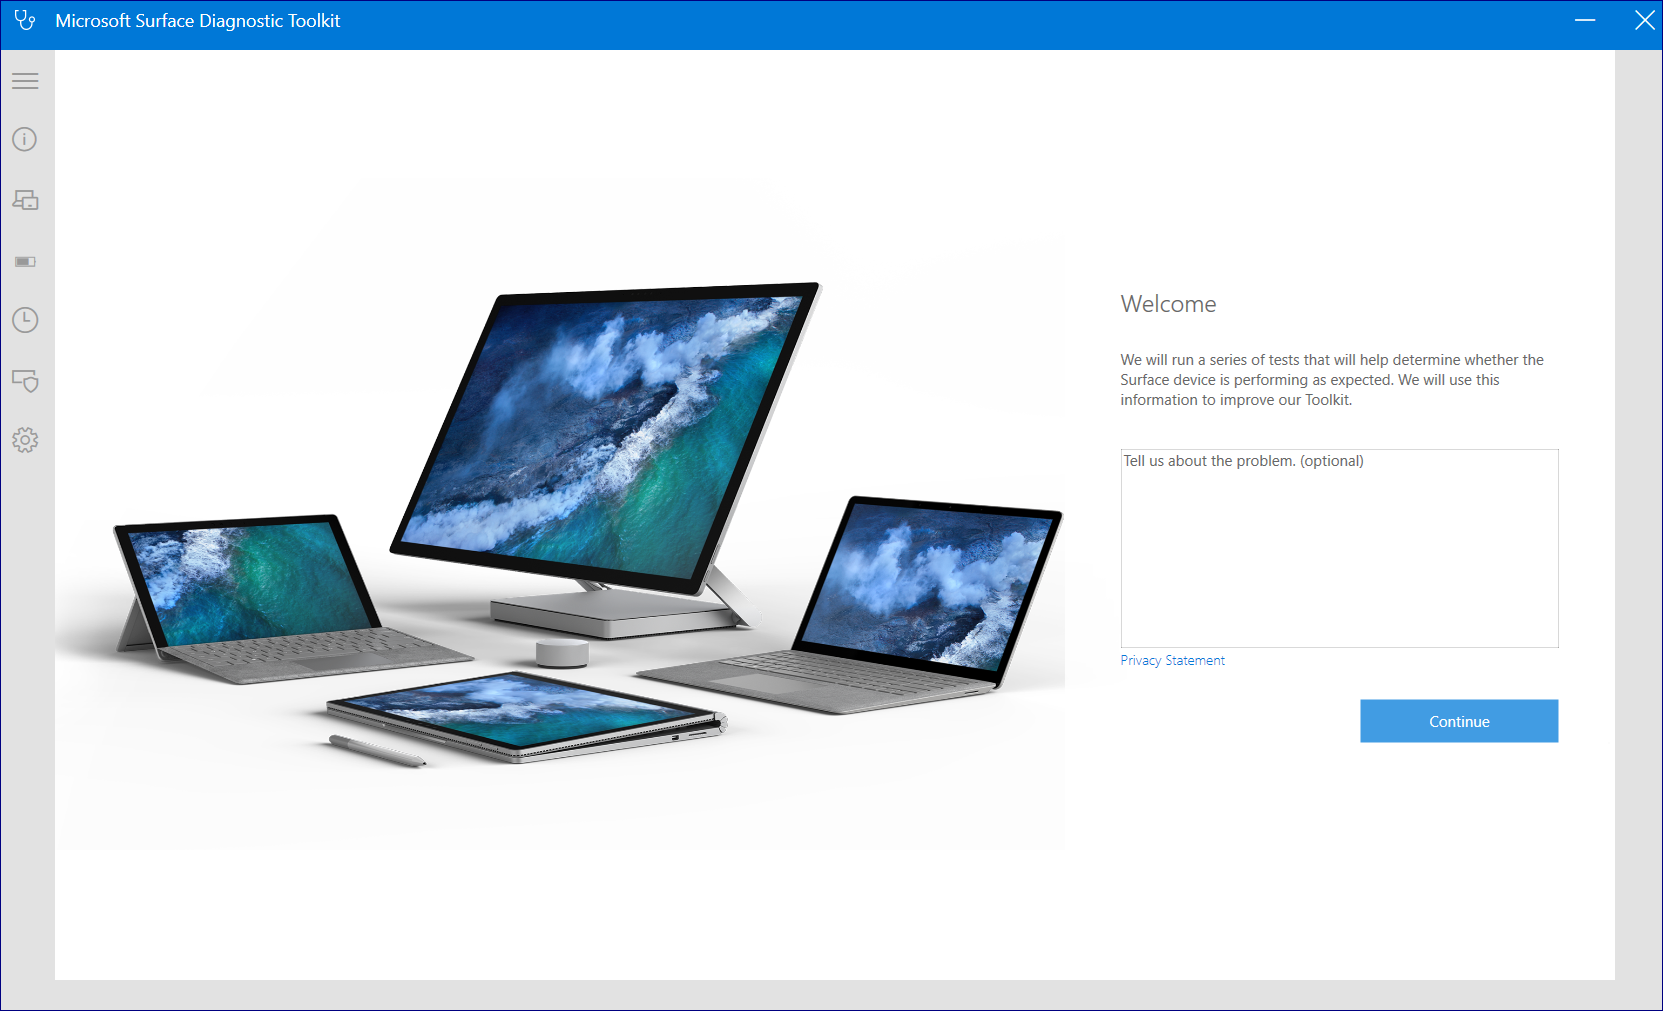 Microsoft Surface Diagnostic Toolkit
Welcome
We will run a series of tests that will help determine whether the
Surface device is performing as expected. We will use this
information to improve our Toolkit.
Tell us about the problem. (optional)
Privacy Statement
Continue